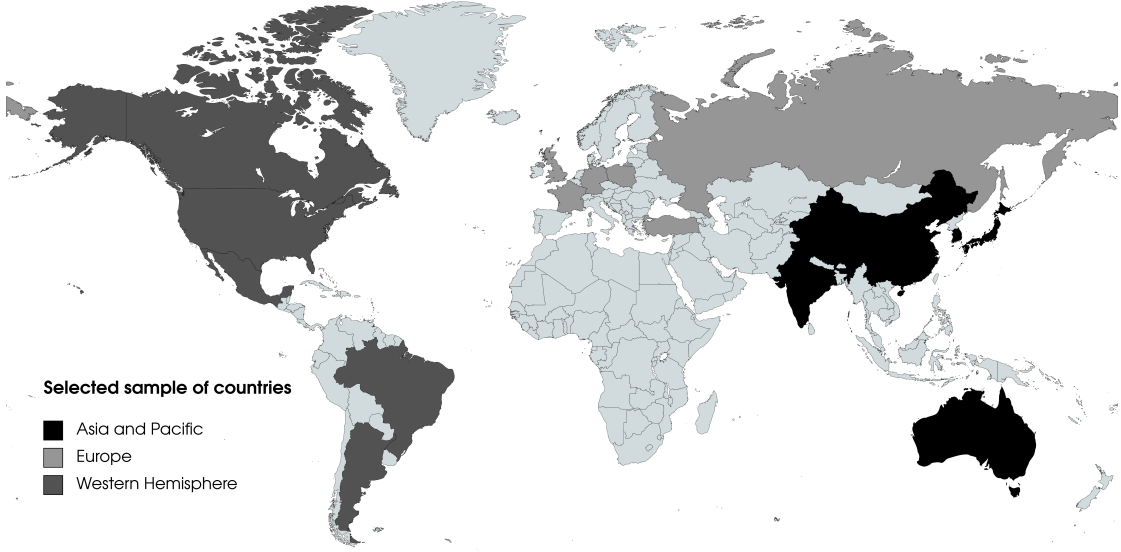 Selected sample of countries
Asia and Pacific
Europe
Western Hemisphere